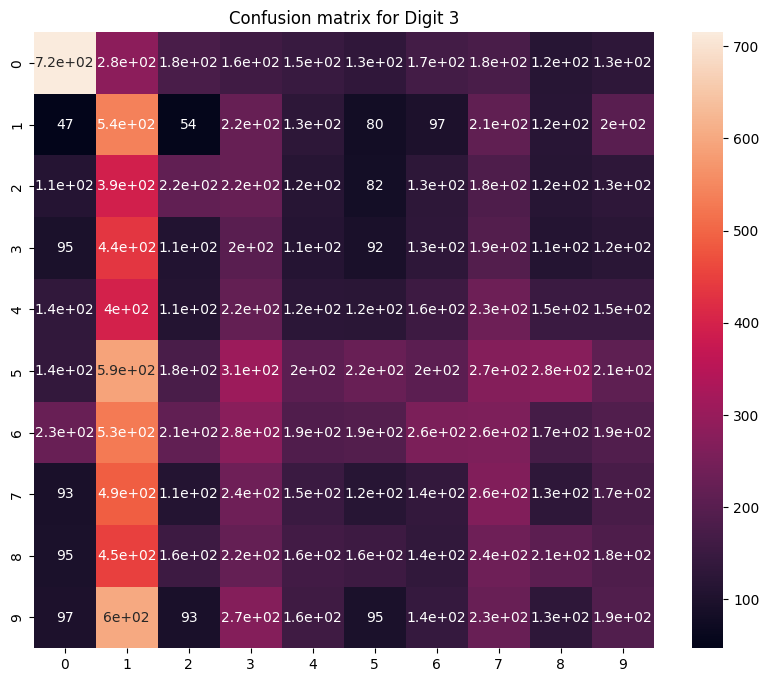 Confusion matrix for Digit 3
0 7.2e+02 2.8e+02 1.8e+02 1.6e+02 1.5e+02 1.3e+02 1.7e+02 1.8e+02 1.2e+02 1.3e+02 700
1 47 5.4e+02 54 2.2e+02 1.3e+02 80 97 2.1e+02 1.2e+02 2e+02 600
2 1.1e+02 3.9e+02 2.2e+02 2.2e+02 1.2e+02 82 1.3e+02 1.8e+02 1.2e+02 1.3e+02 500
3 95 4.4e+02 1.1e+02 2e+02 1.1e+02 92 1.3e+02 1.9e+02 1.1e+02 1.2e+02
4 1.4e+02 4e+02 1.1e+02 2.2e+02 1.2e+02 1.2e+02 1.6e+02 2.3e+02 1.5e+02 1.5e+02 400
5 1.4e+02 5.9e+02 1.8e+02 3.1e+02 2e+02 2.2e+02 2e+02 2.7e+02 2.8e+02 2.1e+02 300
6 2.3e+02 5.3e+02 2.1e+02 2.8e+02 1.9e+02 1.9e+02 2.6e+02 2.6e+02 1.7e+02 1.9e+02
7 93 4.9e+02 1.1e+02 2.4e+02 1.5e+02 1.2e+02 1.4e+02 2.6e+02 1.3e+02 1.7e+02 200
8 95 4.5e+02 1.6e+02 2.2e+02 1.6e+02 1.6e+02 1.4e+02 2.4e+02 2.1e+02 1.8e+02
9 97 6e+02 93 2.7e+02 1.6e+02 95 1.4e+02 2.3e+02 1.3e+02 1.9e+02 100
0 1 2 3 4 5 6 7 8 9